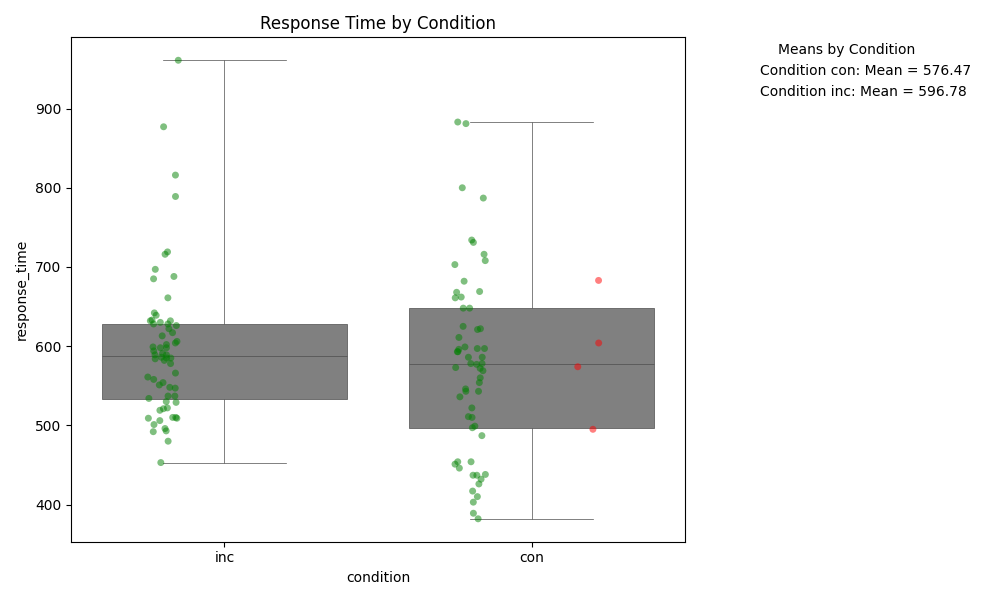 Response Time by Condition
Means by Condition
Condition con: Mean = 576.47
Condition inc: Mean = 596.78
900
800
700
600
500
400
response_time
inc
con
condition